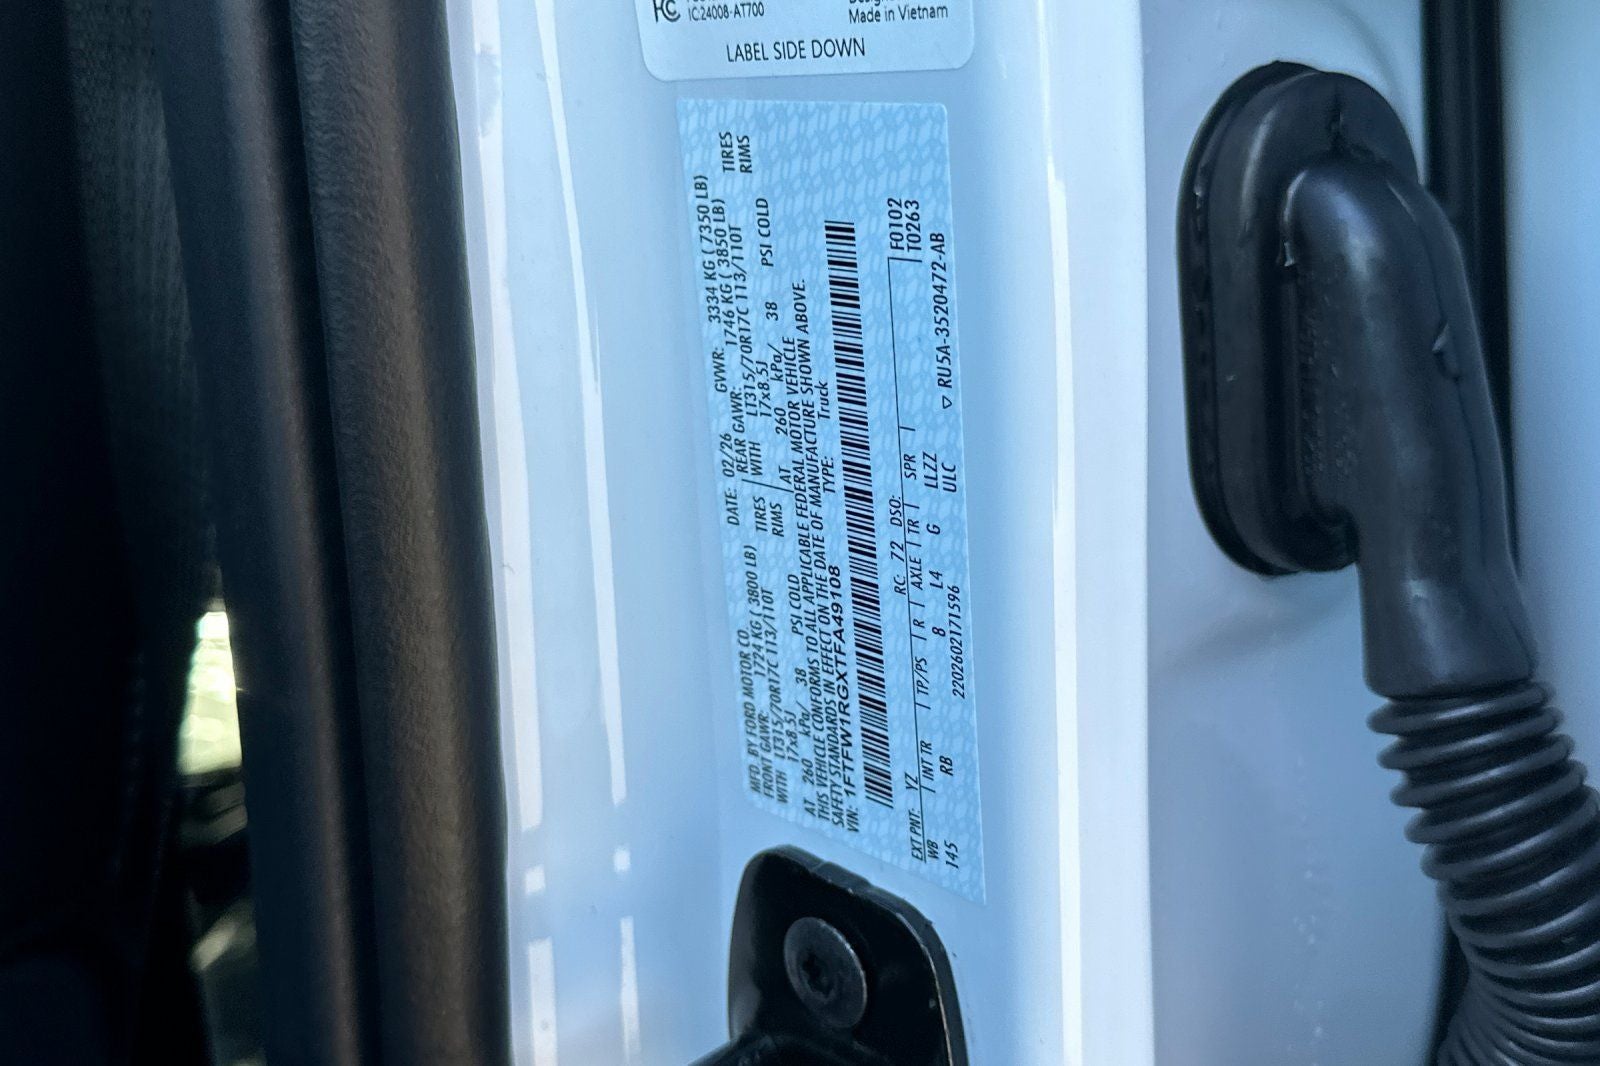 IC:24008-AT700
Made in Vietnam
LABEL SIDE DOWN
MFD. BY FORD MOTOR CO.
DATE: 02/26 GVWR: 3334 KG ( 7350 LB)
FRONT GAWR: 1724 KG ( 3800 LB) REAR GAWR: 1746 KG ( 3850 LB)
WITH LT315/70R17C 113/110T TIRES WITH LT315/70R17C 113/110T TIRES
17x8.5J RIMS 17x8.5J RIMS
AT 260 kPa/ 38 PSI COLD AT 260 kPa/ 38 PSI COLD
THIS VEHICLE CONFORMS TO ALL APPLICABLE FEDERAL MOTOR VEHICLE
SAFETY STANDARDS IN EFFECT ON THE DATE OF MANUFACTURE SHOWN ABOVE.
VIN: 1FTFW1RGXTFA49108 TYPE: Truck
F0102
T0263
EXT PNT: YZ RC: 72 DSO:
WB INT TR TP/PS R AXLE TR SPR
145 RB 8 L4 G LLZZ
ULC
▽ RU5A-3520472-AB
2202602171596